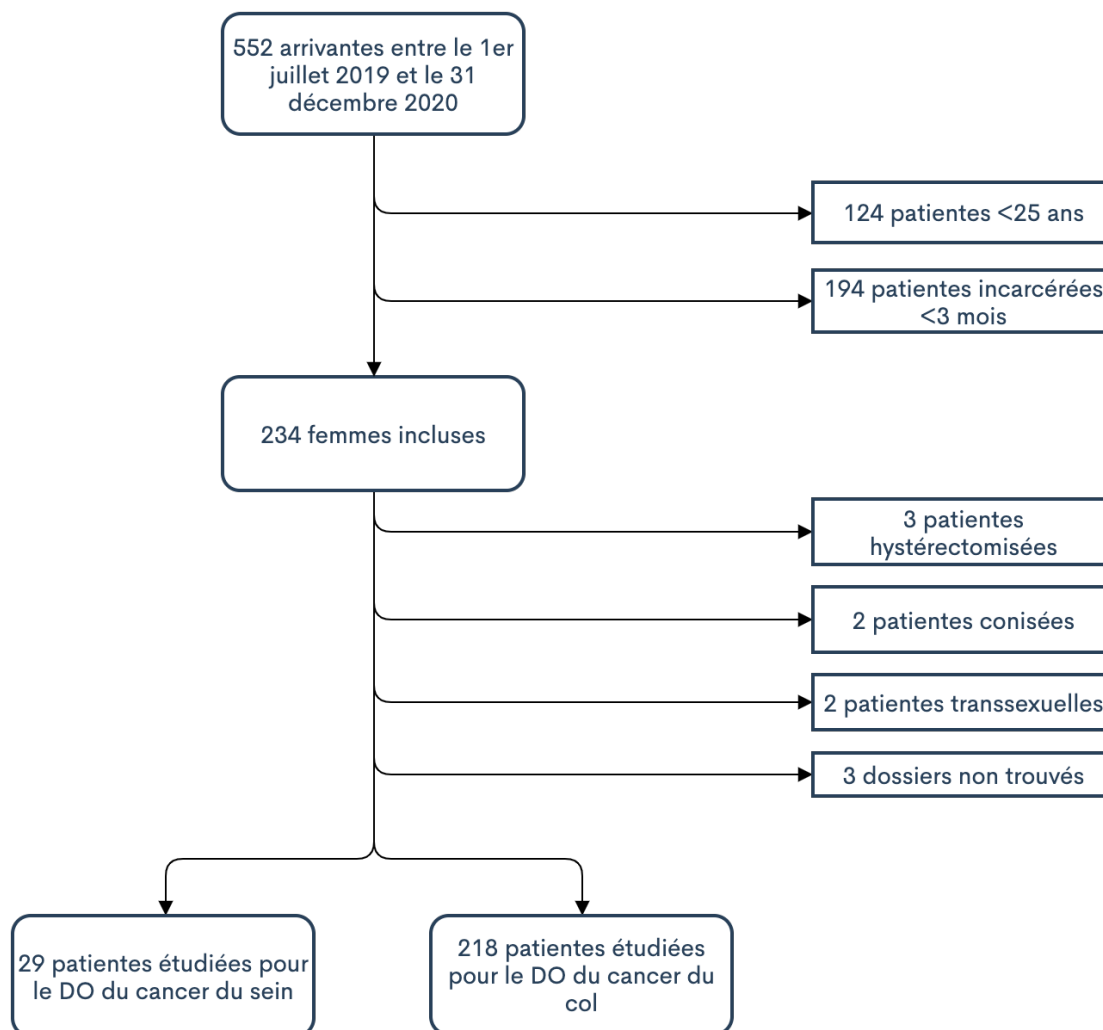 552 arrivantes entre le 1er
juillet 2019 et le 31
décembre 2020
124 patientes <25 ans
194 patientes incarcérées
<3 mois
234 femmes incluses
3 patientes
hystérectomisées
2 patientes conisées
2 patientes transsexuelles
3 dossiers non trouvés
29 patientes étudiées pour
le DO du cancer du sein
218 patientes étudiées
pour le DO du cancer du
col